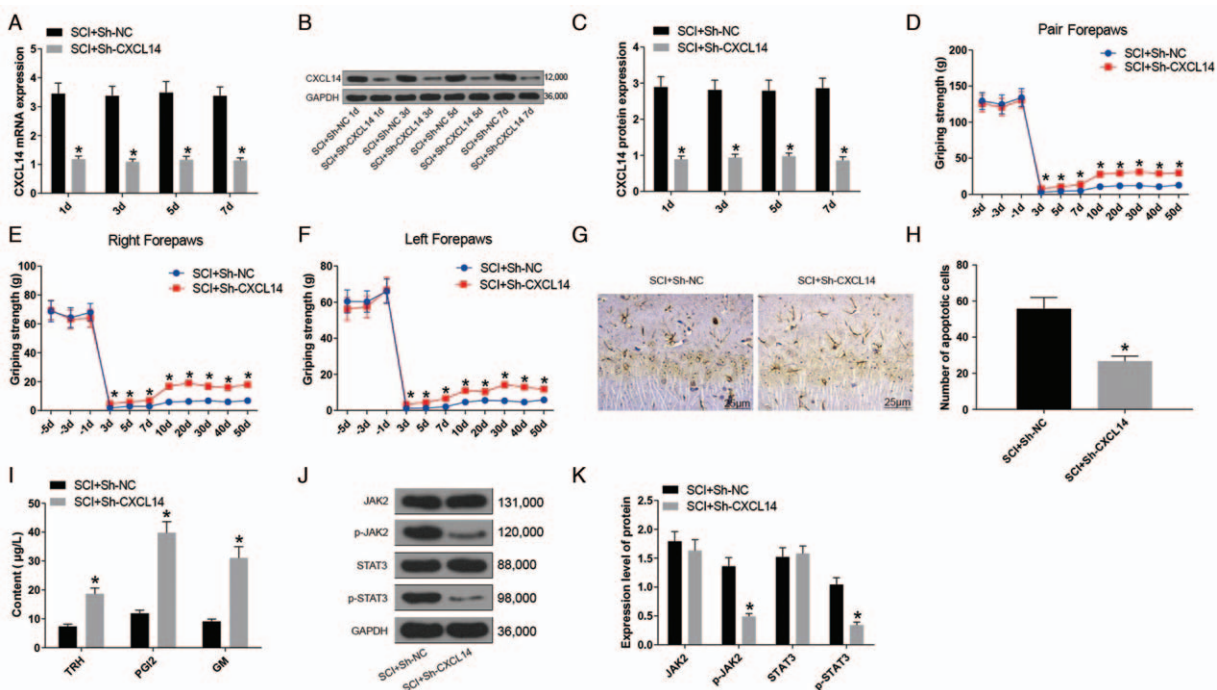 A
SCI+Sh-NC
SCI+Sh-CXCL14
CXCL14 mRNA expression
5
4
3
2
1
0
1d 3d 5d 7d
B
CXCL14 12,000
GAPDH 36,000
SCI+Sh-NC 1d
SCI+Sh-CXCL14 1d
SCI+Sh-NC 3d
SCI+Sh-CXCL14 3d
SCI+Sh-NC 5d
SCI+Sh-CXCL14 5d
SCI+Sh-NC 7d
SCI+Sh-CXCL14 7d
C
SCI+Sh-NC
SCI+Sh-CXCL14
CXCL14 protein expression
4
3
2
1
0
* * * *
1d 3d 5d 7d
D
Pair Forepaws
SCI+Sh-NC
SCI+Sh-CXCL14
Griping strength (g)
200
150
100
50
0
* * * * * * * *
-5d -3d -1d 3d 5d 7d 10d 20d 30d 40d 50d
E
Right Forepaws
SCI+Sh-NC
SCI+Sh-CXCL14
Griping strength (g)
100
80
60
40
20
0
* * * * * * * *
-5d -3d -1d 3d 5d 7d 10d 20d 30d 40d 50d
F
Left Forepaws
SCI+Sh-NC
SCI+Sh-CXCL14
Griping strength (g)
80
60
40
20
0
* * * * * * * *
-5d -3d -1d 3d 5d 7d 10d 20d 30d 40d 50d
G
SCI+Sh-NC SCI+Sh-CXCL14
25μm 25μm
H
Number of apoptotic cells
80
60
40
20
0
*
SCI+Sh-NC
SCI+Sh-CXCL14
I
SCI+Sh-NC
SCI+Sh-CXCL14
Content (μg/L)
50
40
30
20
10
0
* * *
TRH PGI2 GM
J
JAK2 131,000
p-JAK2 120,000
STAT3 88,000
p-STAT3 98,000
GAPDH 36,000
SCI+Sh-NC
SCI+Sh-CXCL14
K
SCI+Sh-NC
SCI+Sh-CXCL14
Expression level of protein
2.5
2.0
1.5
1.0
0.5
0.0
* *
JAK2 p-JAK2 STAT3 p-STAT3